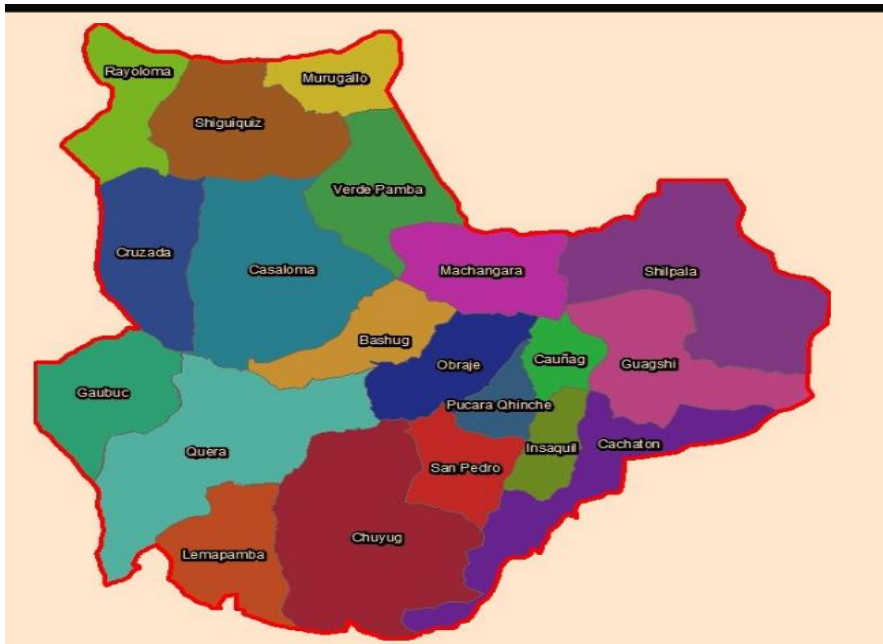 Rayoloma
Murugallo
Shiguiquiz
Verde Pamba
Cruzada
Casaloma
Machangara
Shilpala
Bashug
Obraje
Cauñag
Guagshi
Gaubuc
Pucara Qhinche
Quera
San Pedro
Insaquil
Cachaton
Lemapamba
Chuyug